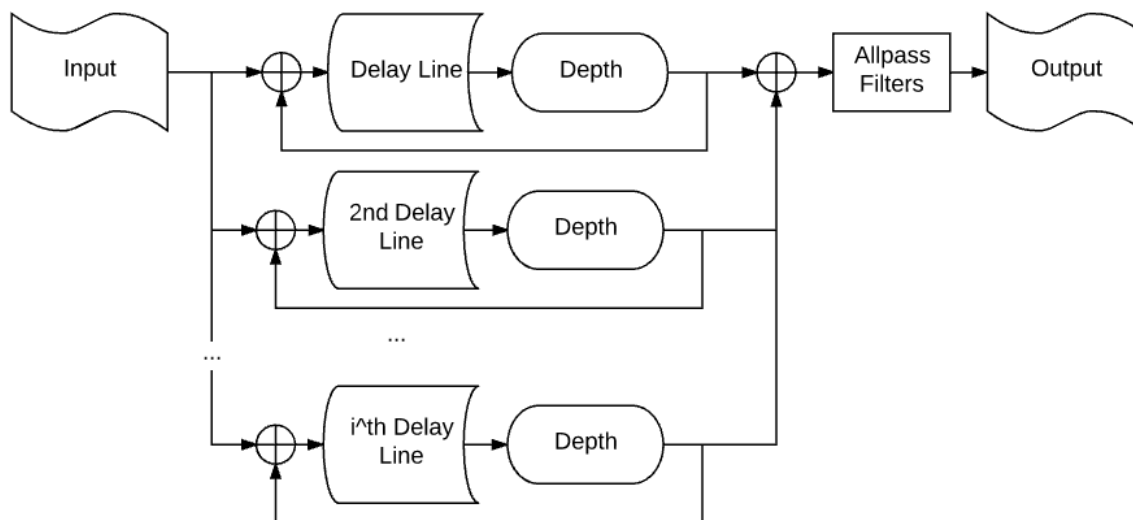 Input
Delay Line
Depth
Allpass
Filters
Output
2nd Delay
Line
Depth
...
...
i^th Delay
Line
Depth